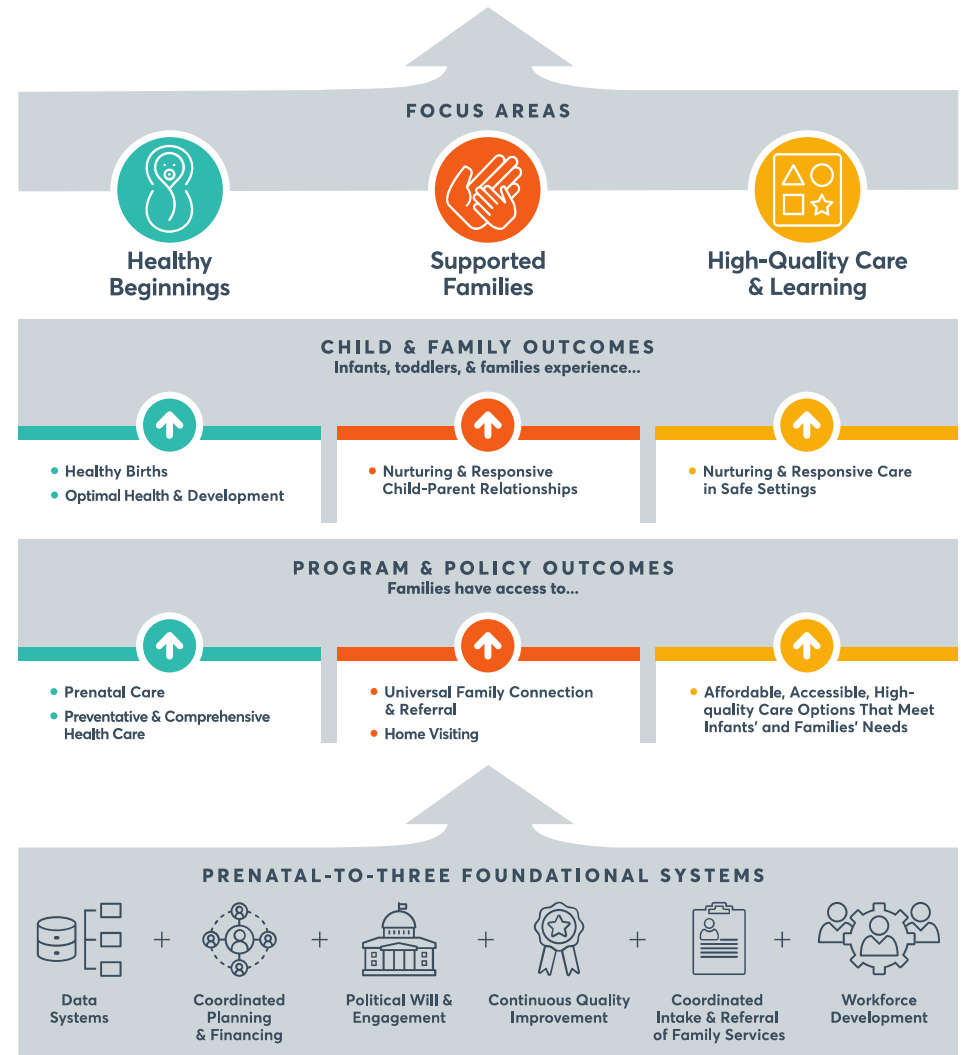 FOCUS AREAS
Healthy
Beginnings
Supported
Families
High-Quality Care
& Learning
CHILD & FAMILY OUTCOMES
Infants, toddlers, & families experience...
• Healthy Births
• Optimal Health & Development
• Nurturing & Responsive
Child-Parent Relationships
• Nurturing & Responsive Care
in Safe Settings
PROGRAM & POLICY OUTCOMES
Families have access to...
• Prenatal Care
• Preventative & Comprehensive
Health Care
• Universal Family Connection
& Referral
• Home Visiting
• Affordable, Accessible, High-
quality Care Options That Meet
Infants' and Families' Needs
PRENATAL-TO-THREE FOUNDATIONAL SYSTEMS
Data
Systems
+
Coordinated
Planning
& Financing
+
Political Will &
Engagement
+
Continuous Quality
Improvement
+
Coordinated
Intake & Referral
of Family Services
+
Workforce
Development